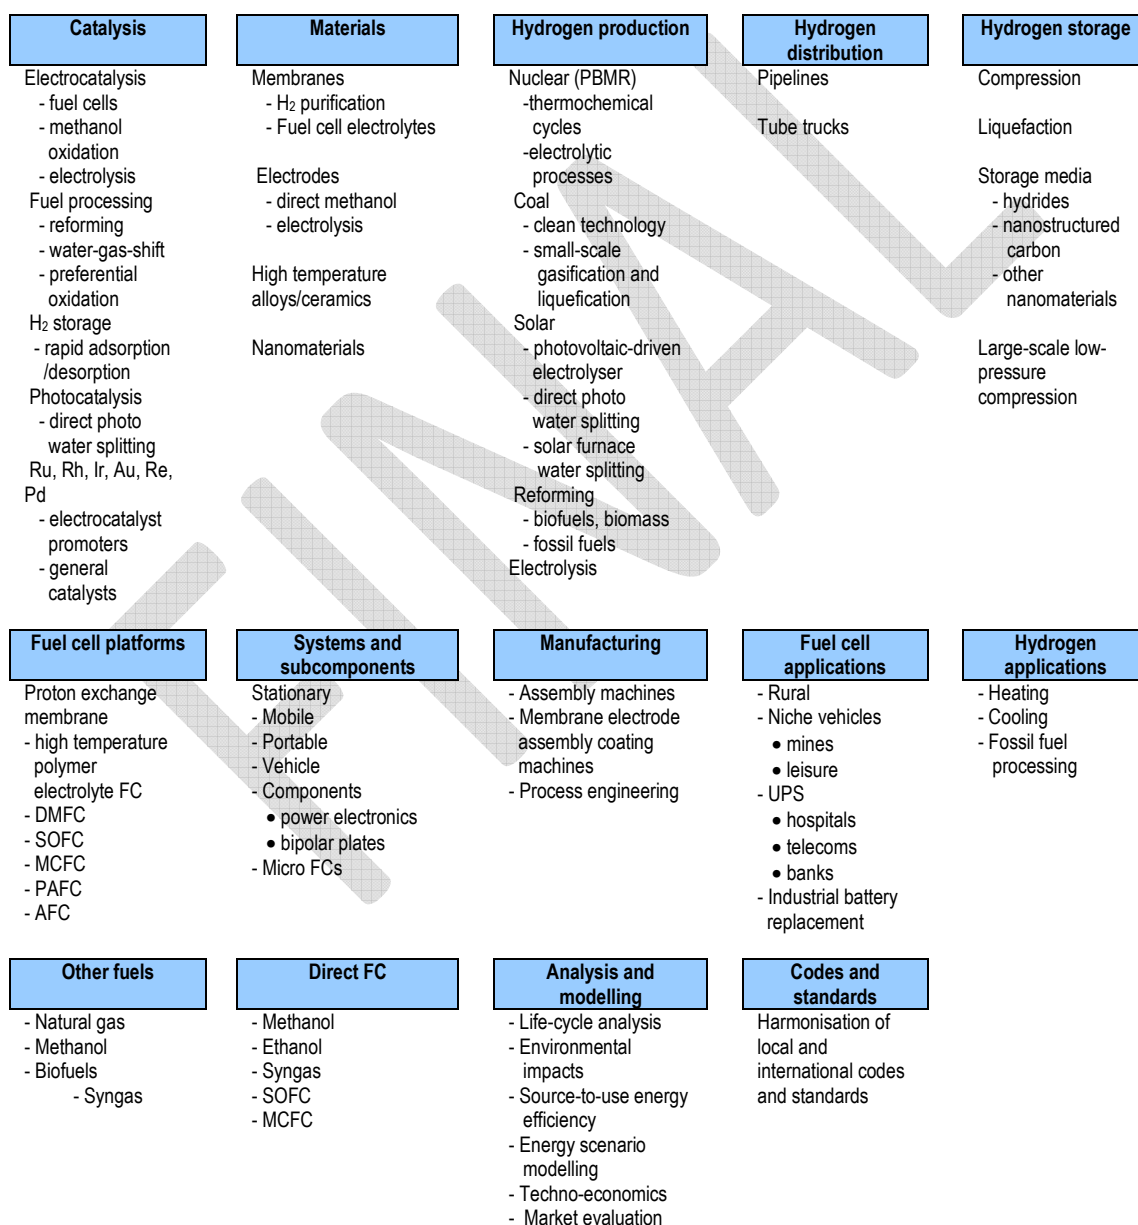 Catalysis
Electrocatalysis
- fuel cells
- methanol
oxidation
- electrolysis
Fuel processing
- reforming
- water-gas-shift
- preferential
oxidation
H2 storage
- rapid adsorption
/desorption
Photocatalysis
- direct photo
water splitting
Ru, Rh, Ir, Au, Re,
Pd
- electrocatalyst
promoters
- general
catalysts
Materials
Membranes
- H2 purification
- Fuel cell electrolytes
Electrodes
- direct methanol
- electrolysis
High temperature
alloys/ceramics
Nanomaterials
Hydrogen production
Nuclear (PBMR)
-thermochemical
cycles
-electrolytic
processes
Coal
- clean technology
- small-scale
gasification and
liquefication
Solar
- photovoltaic-driven
electrolyser
- direct photo
water splitting
- solar furnace
water splitting
Reforming
- biofuels, biomass
- fossil fuels
Electrolysis
Hydrogen
distribution
Pipelines
Tube trucks
Hydrogen storage
Compression
Liquefaction
Storage media
- hydrides
- nanostructured
carbon
- other
nanomaterials
Large-scale low-
pressure
compression
Fuel cell platforms
Proton exchange
membrane
- high temperature
polymer
electrolyte FC
- DMFC
- SOFC
- MCFC
- PAFC
- AFC
Systems and
subcomponents
Stationary
- Mobile
- Portable
- Vehicle
- Components
• power electronics
• bipolar plates
- Micro FCs
Manufacturing
- Assembly machines
- Membrane electrode
assembly coating
machines
- Process engineering
Fuel cell
applications
- Rural
- Niche vehicles
• mines
• leisure
- UPS
• hospitals
• telecoms
• banks
- Industrial battery
replacement
Hydrogen
applications
- Heating
- Cooling
- Fossil fuel
processing
Other fuels
- Natural gas
- Methanol
- Biofuels
- Syngas
Direct FC
- Methanol
- Ethanol
- Syngas
- SOFC
- MCFC
Analysis and
modelling
- Life-cycle analysis
- Environmental
impacts
- Source-to-use energy
efficiency
- Energy scenario
modelling
- Techno-economics
- Market evaluation
Codes and
standards
Harmonisation of
local and
international codes
and standards
FINAL